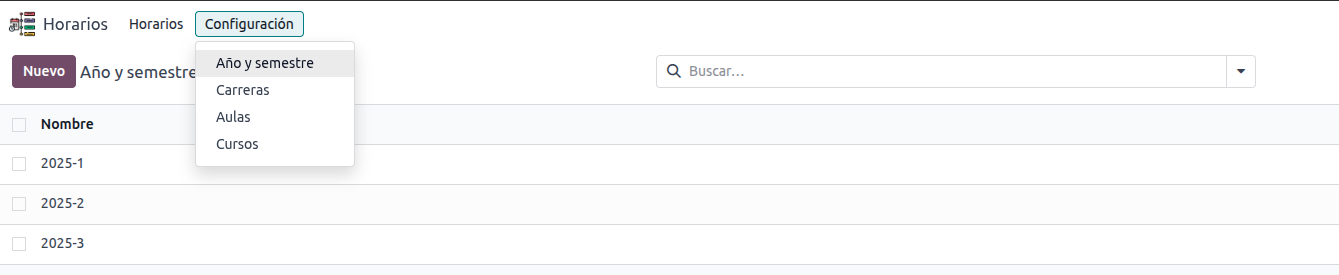 Horarios Horarios Configuración
Nuevo Año y semestre Buscar...
Año y semestre
Carreras
Aulas
Cursos
Nombre
2025-1
2025-2
2025-3